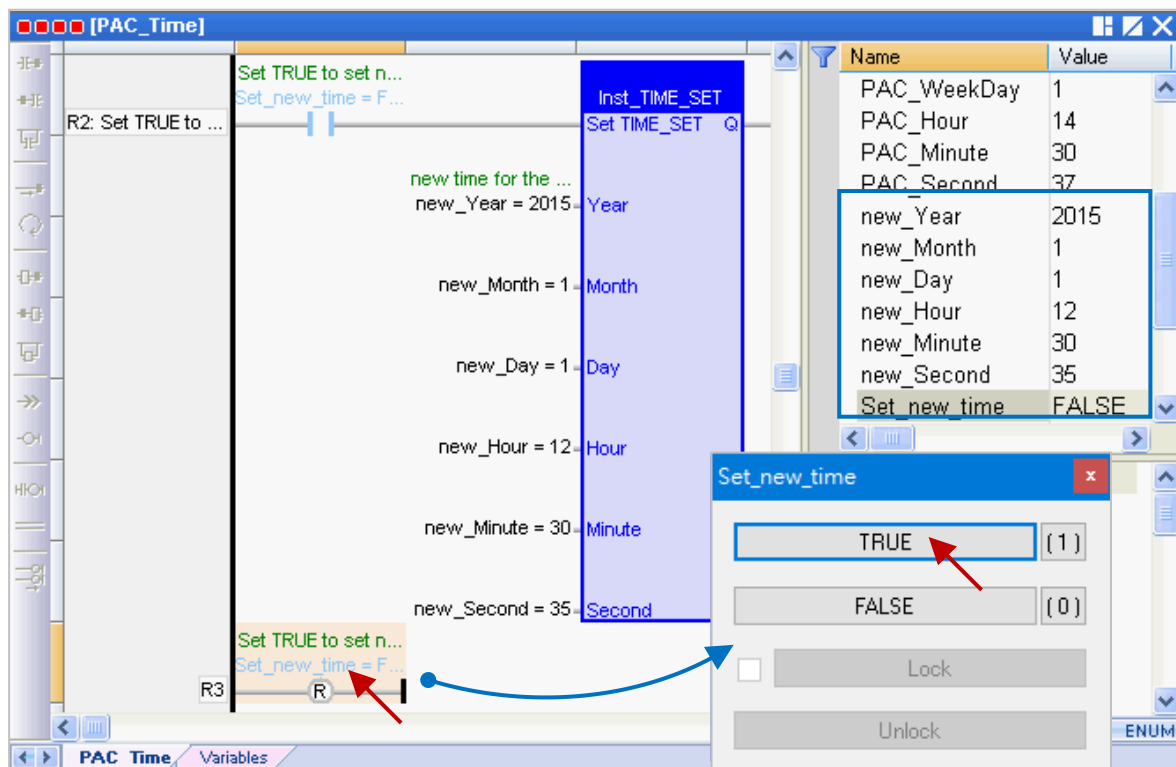 [PAC_Time]
Set TRUE to set n...
Set_new_time = F...
R2: Set TRUE to ...
Inst_TIME_SET
Set TIME_SET Q
new time for the ...
new_Year = 2015 Year
new_Month = 1 Month
new_Day = 1 Day
new_Hour = 12 Hour
new_Minute = 30 Minute
new_Second = 35 Second
Set TRUE to set n...
Set_new_time = F...
R3 R
PAC_Time Variables
Name Value
PAC_WeekDay 1
PAC_Hour 14
PAC_Minute 30
PAC_Second 37
new_Year 2015
new_Month 1
new_Day 1
new_Hour 12
new_Minute 30
new_Second 35
Set_new_time FALSE
Set_new_time x
TRUE (1)
FALSE (0)
Lock
Unlock
ENUM